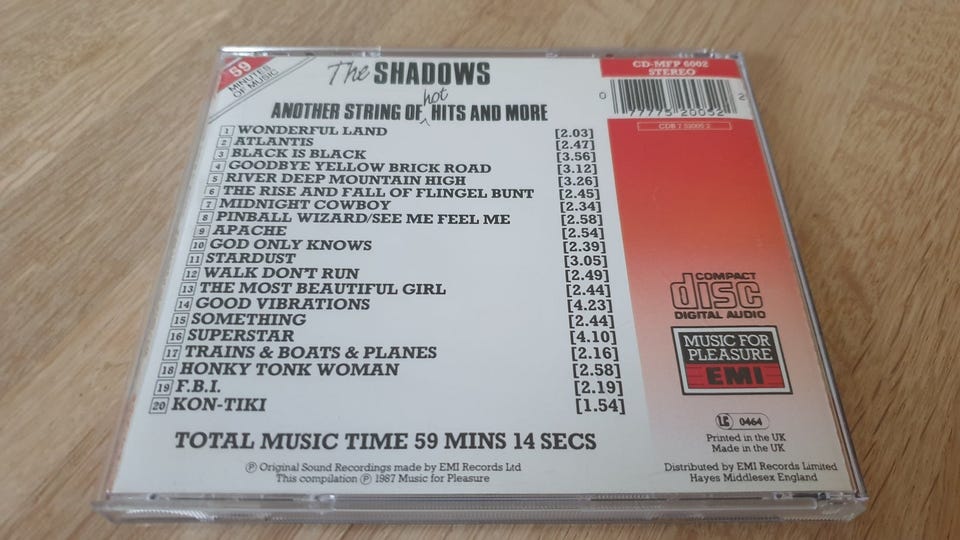 59
MINUTES
OF MUSIC
The SHADOWS
hot
ANOTHER STRING OF HITS AND MORE
1 WONDERFUL LAND [2.03]
2 ATLANTIS [2.47]
3 BLACK IS BLACK [3.56]
4 GOODBYE YELLOW BRICK ROAD [3.12]
5 RIVER DEEP MOUNTAIN HIGH [3.26]
6 THE RISE AND FALL OF FLINGEL BUNT [2.45]
7 MIDNIGHT COWBOY [2.34]
8 PINBALL WIZARD/SEE ME FEEL ME [2.58]
9 APACHE [2.54]
10 GOD ONLY KNOWS [2.39]
11 STARDUST [3.05]
12 WALK DON'T RUN [2.49]
13 THE MOST BEAUTIFUL GIRL [2.44]
14 GOOD VIBRATIONS [4.23]
15 SOMETHING [2.44]
16 SUPERSTAR [4.10]
17 TRAINS & BOATS & PLANES [2.16]
18 HONKY TONK WOMAN [2.58]
19 F.B.I. [2.19]
20 KON-TIKI [1.54]
TOTAL MUSIC TIME 59 MINS 14 SECS
Ⓟ Original Sound Recordings made by EMI Records Ltd
This compilation Ⓟ 1987 Music for Pleasure
CD-MFP 6002
STEREO
0 77775 20052 2
COMPACT
disc
DIGITAL AUDIO
MUSIC FOR
PLEASURE
EMI
LC 0464
Printed in the UK
Made in the UK
Distributed by EMI Records Limited
Hayes Middlesex England